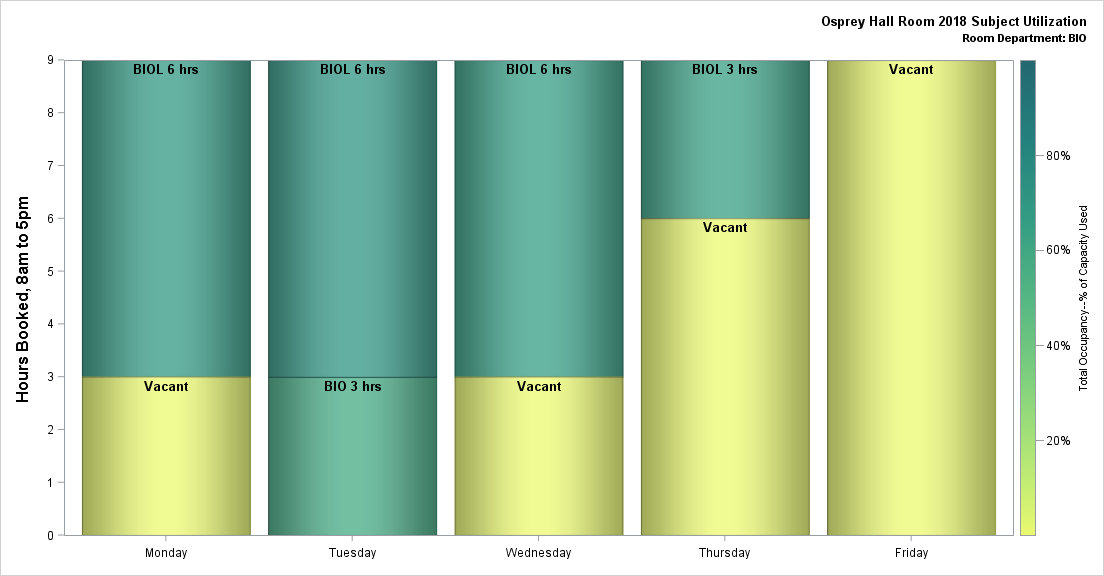 Osprey Hall Room 2018 Subject Utilization
Room Department: BIO
Hours Booked, 8am to 5pm
9
8
7
6
5
4
3
2
1
0
BIOL 6 hrs
Vacant
BIOL 6 hrs
BIO 3 hrs
BIOL 6 hrs
Vacant
BIOL 3 hrs
Vacant
Vacant
Monday
Tuesday
Wednesday
Thursday
Friday
80%
60%
40%
20%
Total Occupancy--% of Capacity Used